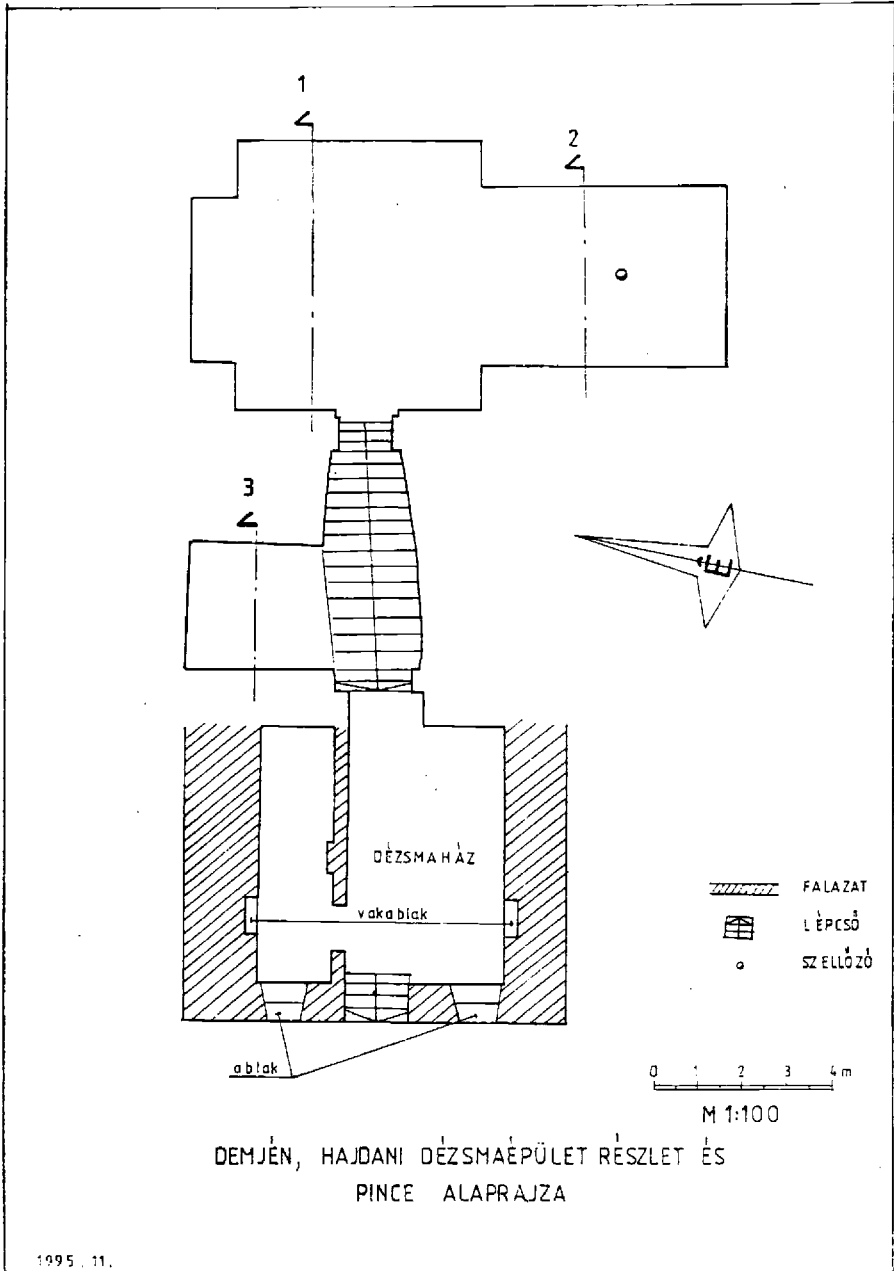 1
2
3
É
DÉZSMAHÁZ
vakablak
ablak
FALAZAT
LÉPCSŐ
SZELLŐZŐ
0 1 2 3 4 m
M 1:100
DEMJÉN, HAJDANI DÉZSMAÉPÜLET RÉSZLET ÉS
PINCE ALAPRAJZA
1995. 11.